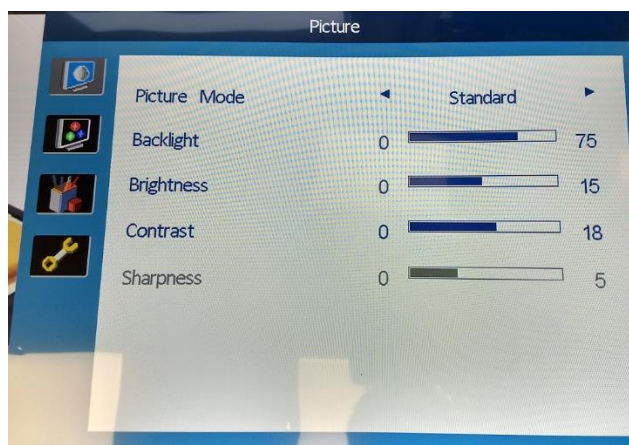 Picture
Picture Mode ◄ Standard ►
Backlight 0 75
Brightness 0 15
Contrast 0 18
Sharpness 0 5